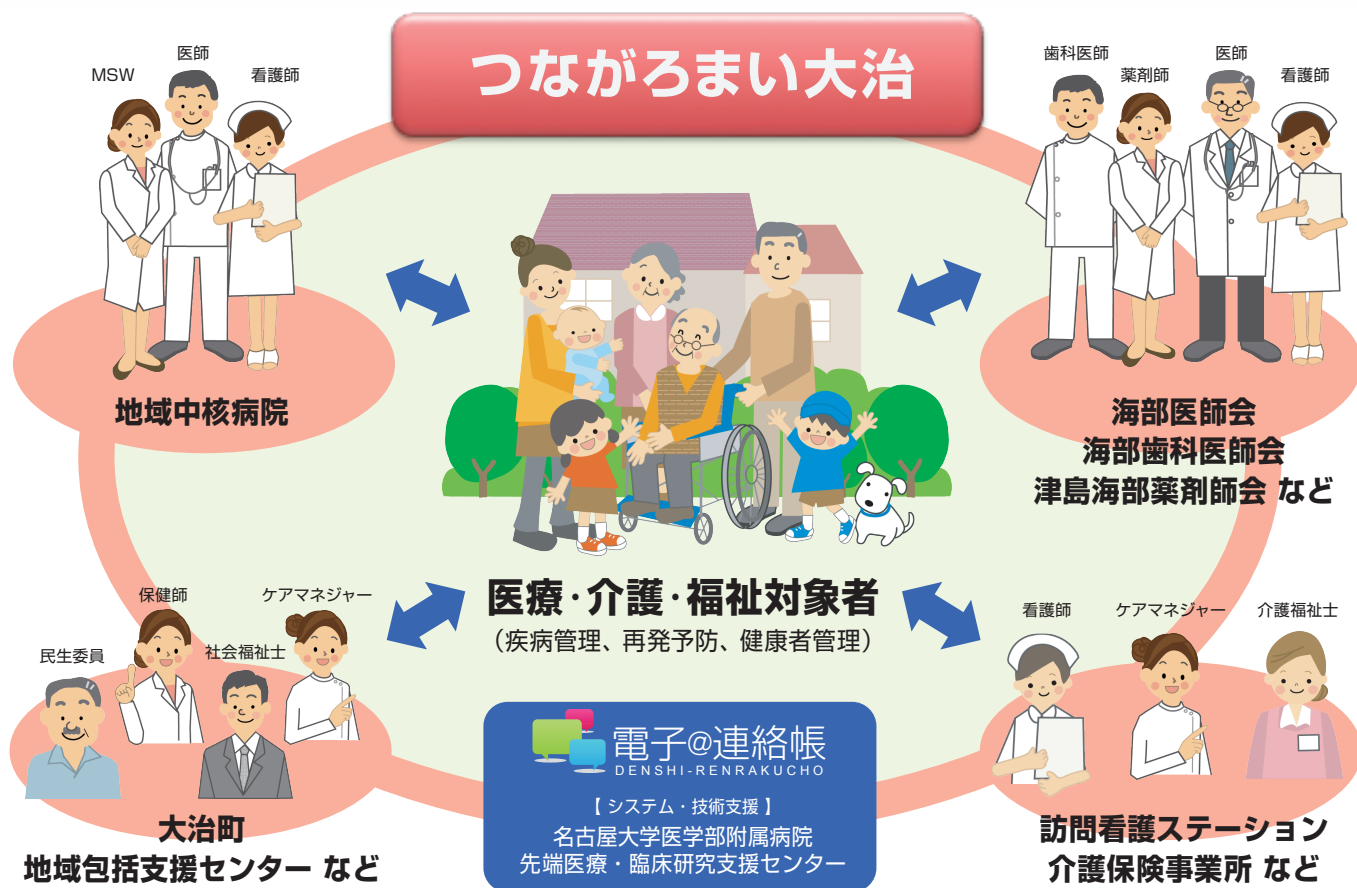 つながろまい大治
MSW
医師
看護師
地域中核病院
歯科医師
薬剤師
医師
看護師
海部医師会
海部歯科医師会
津島海部薬剤師会 など
医療・介護・福祉対象者
（疾病管理、再発予防、健康者管理）
民生委員
保健師
社会福祉士
ケアマネジャー
大治町
地域包括支援センター など
電子@連絡帳
DENSHI-RENRAKUCHO
【 システム・技術支援 】
名古屋大学医学部附属病院
先端医療・臨床研究支援センター
看護師
ケアマネジャー
介護福祉士
訪問看護ステーション
介護保険事業所 など